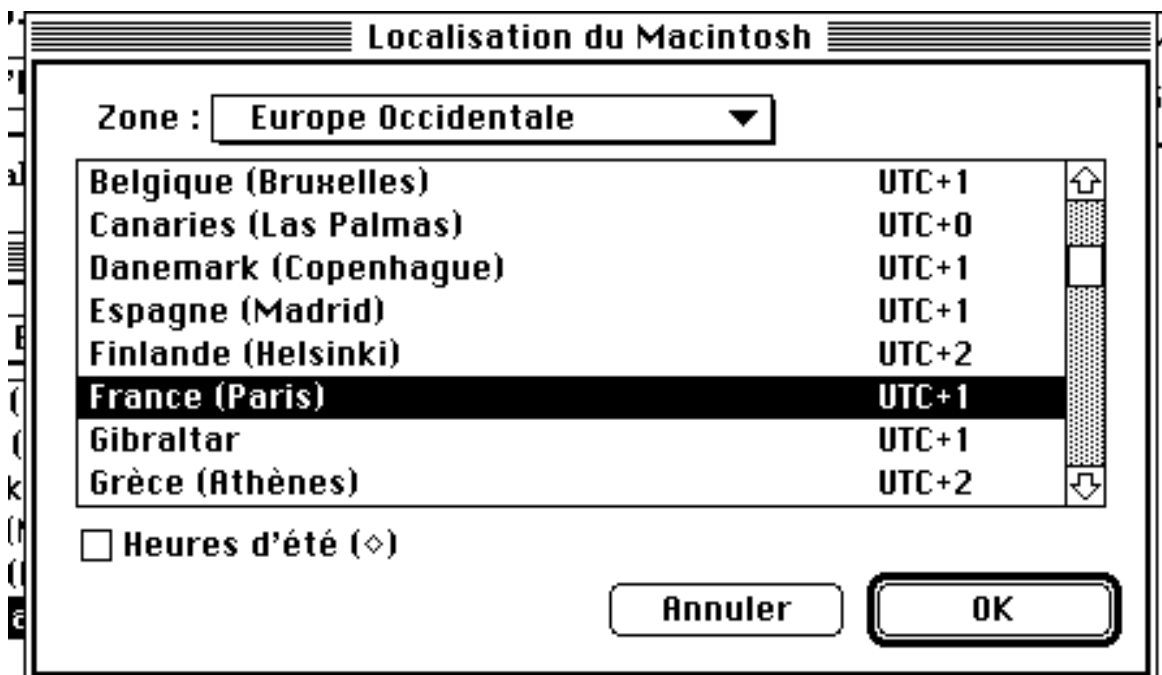 Localisation du Macintosh
Zone : Europe Occidentale
Belgique (Bruxelles) UTC+1
Canaries (Las Palmas) UTC+0
Danemark (Copenhague) UTC+1
Espagne (Madrid) UTC+1
Finlande (Helsinki) UTC+2
France (Paris) UTC+1
Gibraltar UTC+1
Grèce (Athènes) UTC+2
Heures d'été (◇)
Annuler OK